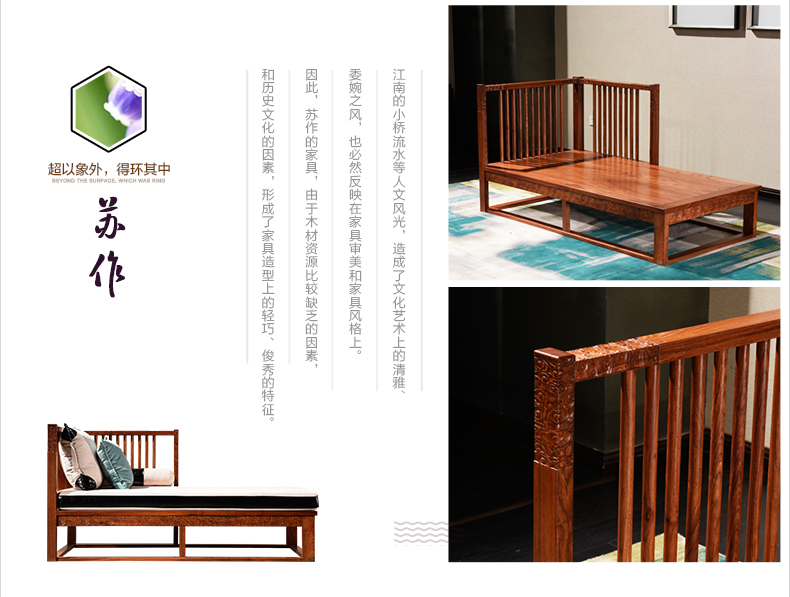 超以象外，得环其中
BEYOND THE SURFACE, WHICH WAS RING
苏作
江南的小桥流水等人文风光，造成了文化艺术上的清雅、
委婉之风，也必然反映在家具审美和家具风格上。
因此，苏作的家具，由于木材资源比较缺乏的因素，
和历史文化的因素，形成了家具造型上的轻巧、俊秀的特征。